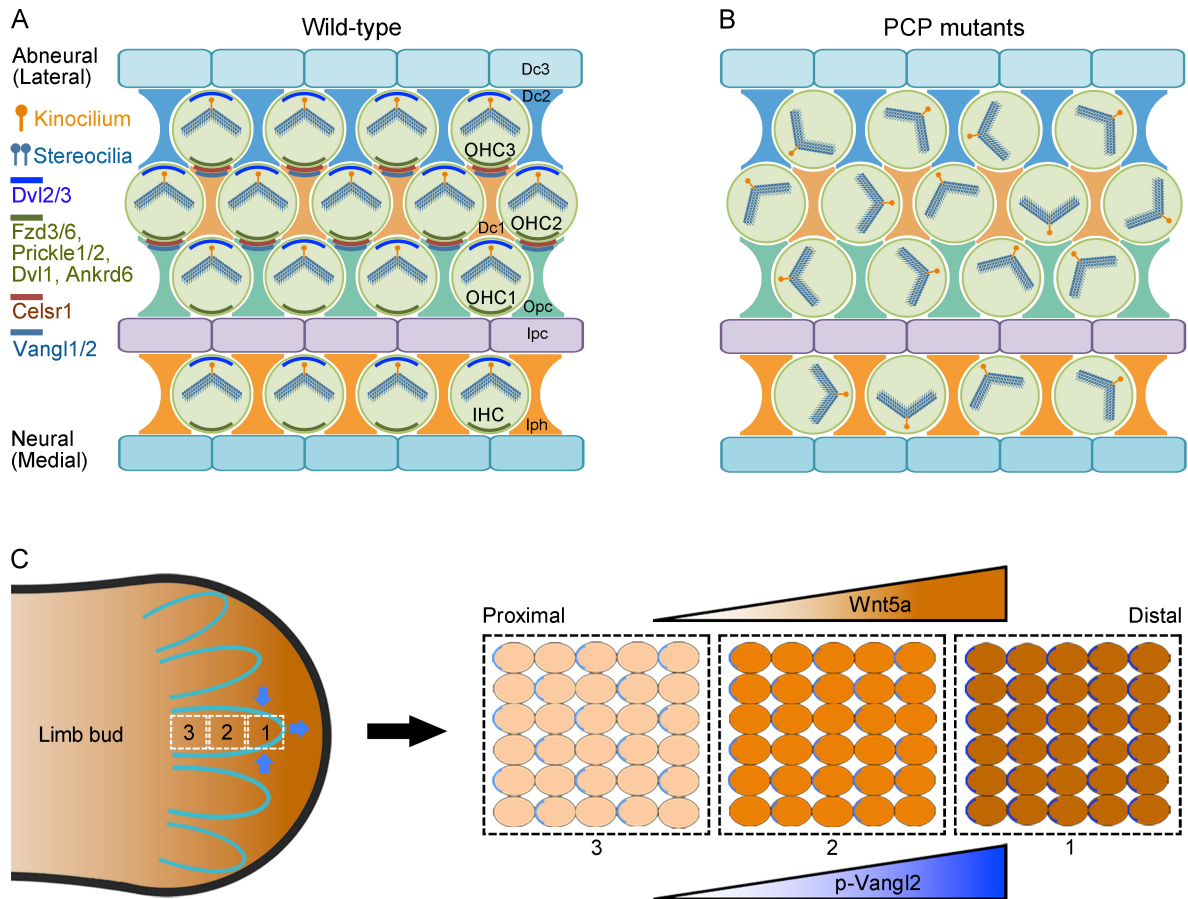 A
Wild-type
Abneural
(Lateral)
Kinocilium
Stereocilia
Dvl2/3
Fzd3/6,
Prickle1/2,
Dvl1, Ankrd6
Celsr1
Vangl1/2
Neural
(Medial)
Dc3
Dc2
OHC3
Dc1
OHC2
OHC1
Opc
Ipc
IHC
Iph
B
PCP mutants
C
Limb bud
3
2
1
Wnt5a
Proximal
Distal
3
2
1
p-Vangl2